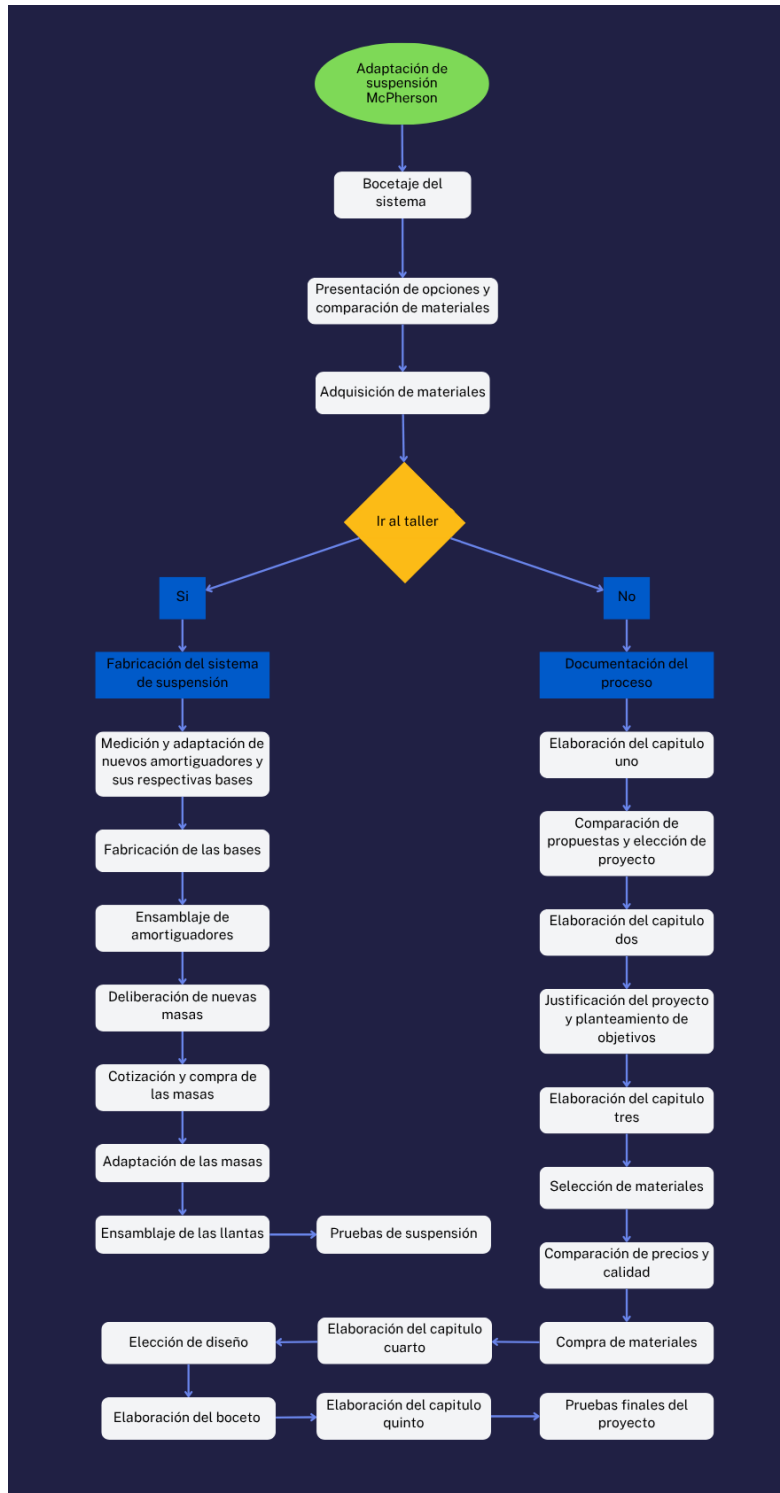 Adaptación de
suspensión
McPherson
Bocetaje del
sistema
Presentación de opciones y
comparación de materiales
Adquisición de materiales
Ir al taller
Si
Fabricación del sistema
de suspensión
Medición y adaptación de
nuevos amortiguadores y
sus respectivas bases
Fabricación de las bases
Ensamblaje de
amortiguadores
Deliberación de nuevas
masas
Cotización y compra de
las masas
Adaptación de las masas
Ensamblaje de las llantas
Pruebas de suspensión
No
Documentación del
proceso
Elaboración del capitulo
uno
Comparación de
propuestas y elección de
proyecto
Elaboración del capitulo
dos
Justificación del proyecto
y planteamiento de
objetivos
Elaboración del capitulo
tres
Selección de materiales
Comparación de precios y
calidad
Compra de materiales
Elaboración del capitulo
cuarto
Elección de diseño
Elaboración del boceto
Elaboración del capitulo
quinto
Pruebas finales del
proyecto